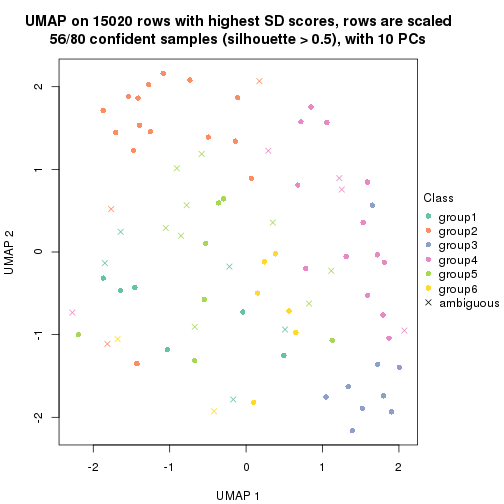 UMAP on 15020 rows with highest SD scores, rows are scaled
56/80 confident samples (silhouette > 0.5), with 10 PCs
2
1
0
-1
-2
UMAP 2
-2
-1
0
1
2
UMAP 1
Class
group1
group2
group3
group4
group5
group6
ambiguous